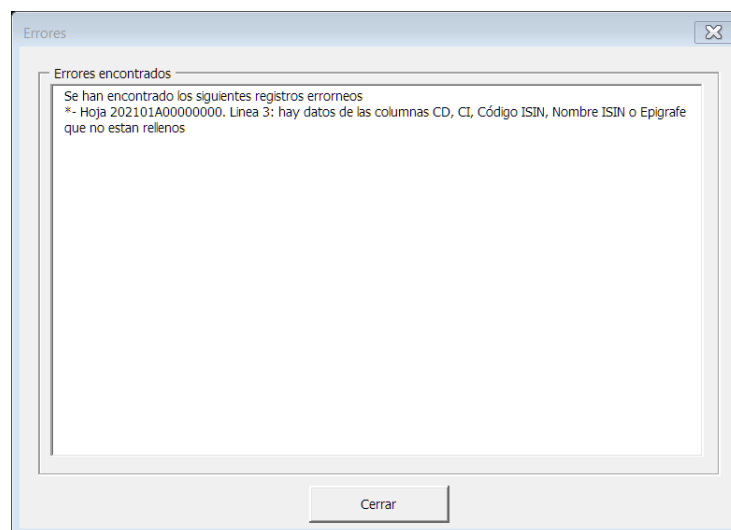 Errores
Errores encontrados
Se han encontrado los siguientes registros errorneos
*- Hoja 202101A00000000. Linea 3: hay datos de las columnas CD, CI, Código ISIN, Nombre ISIN o Epigrafe
que no estan rellenos
Cerrar